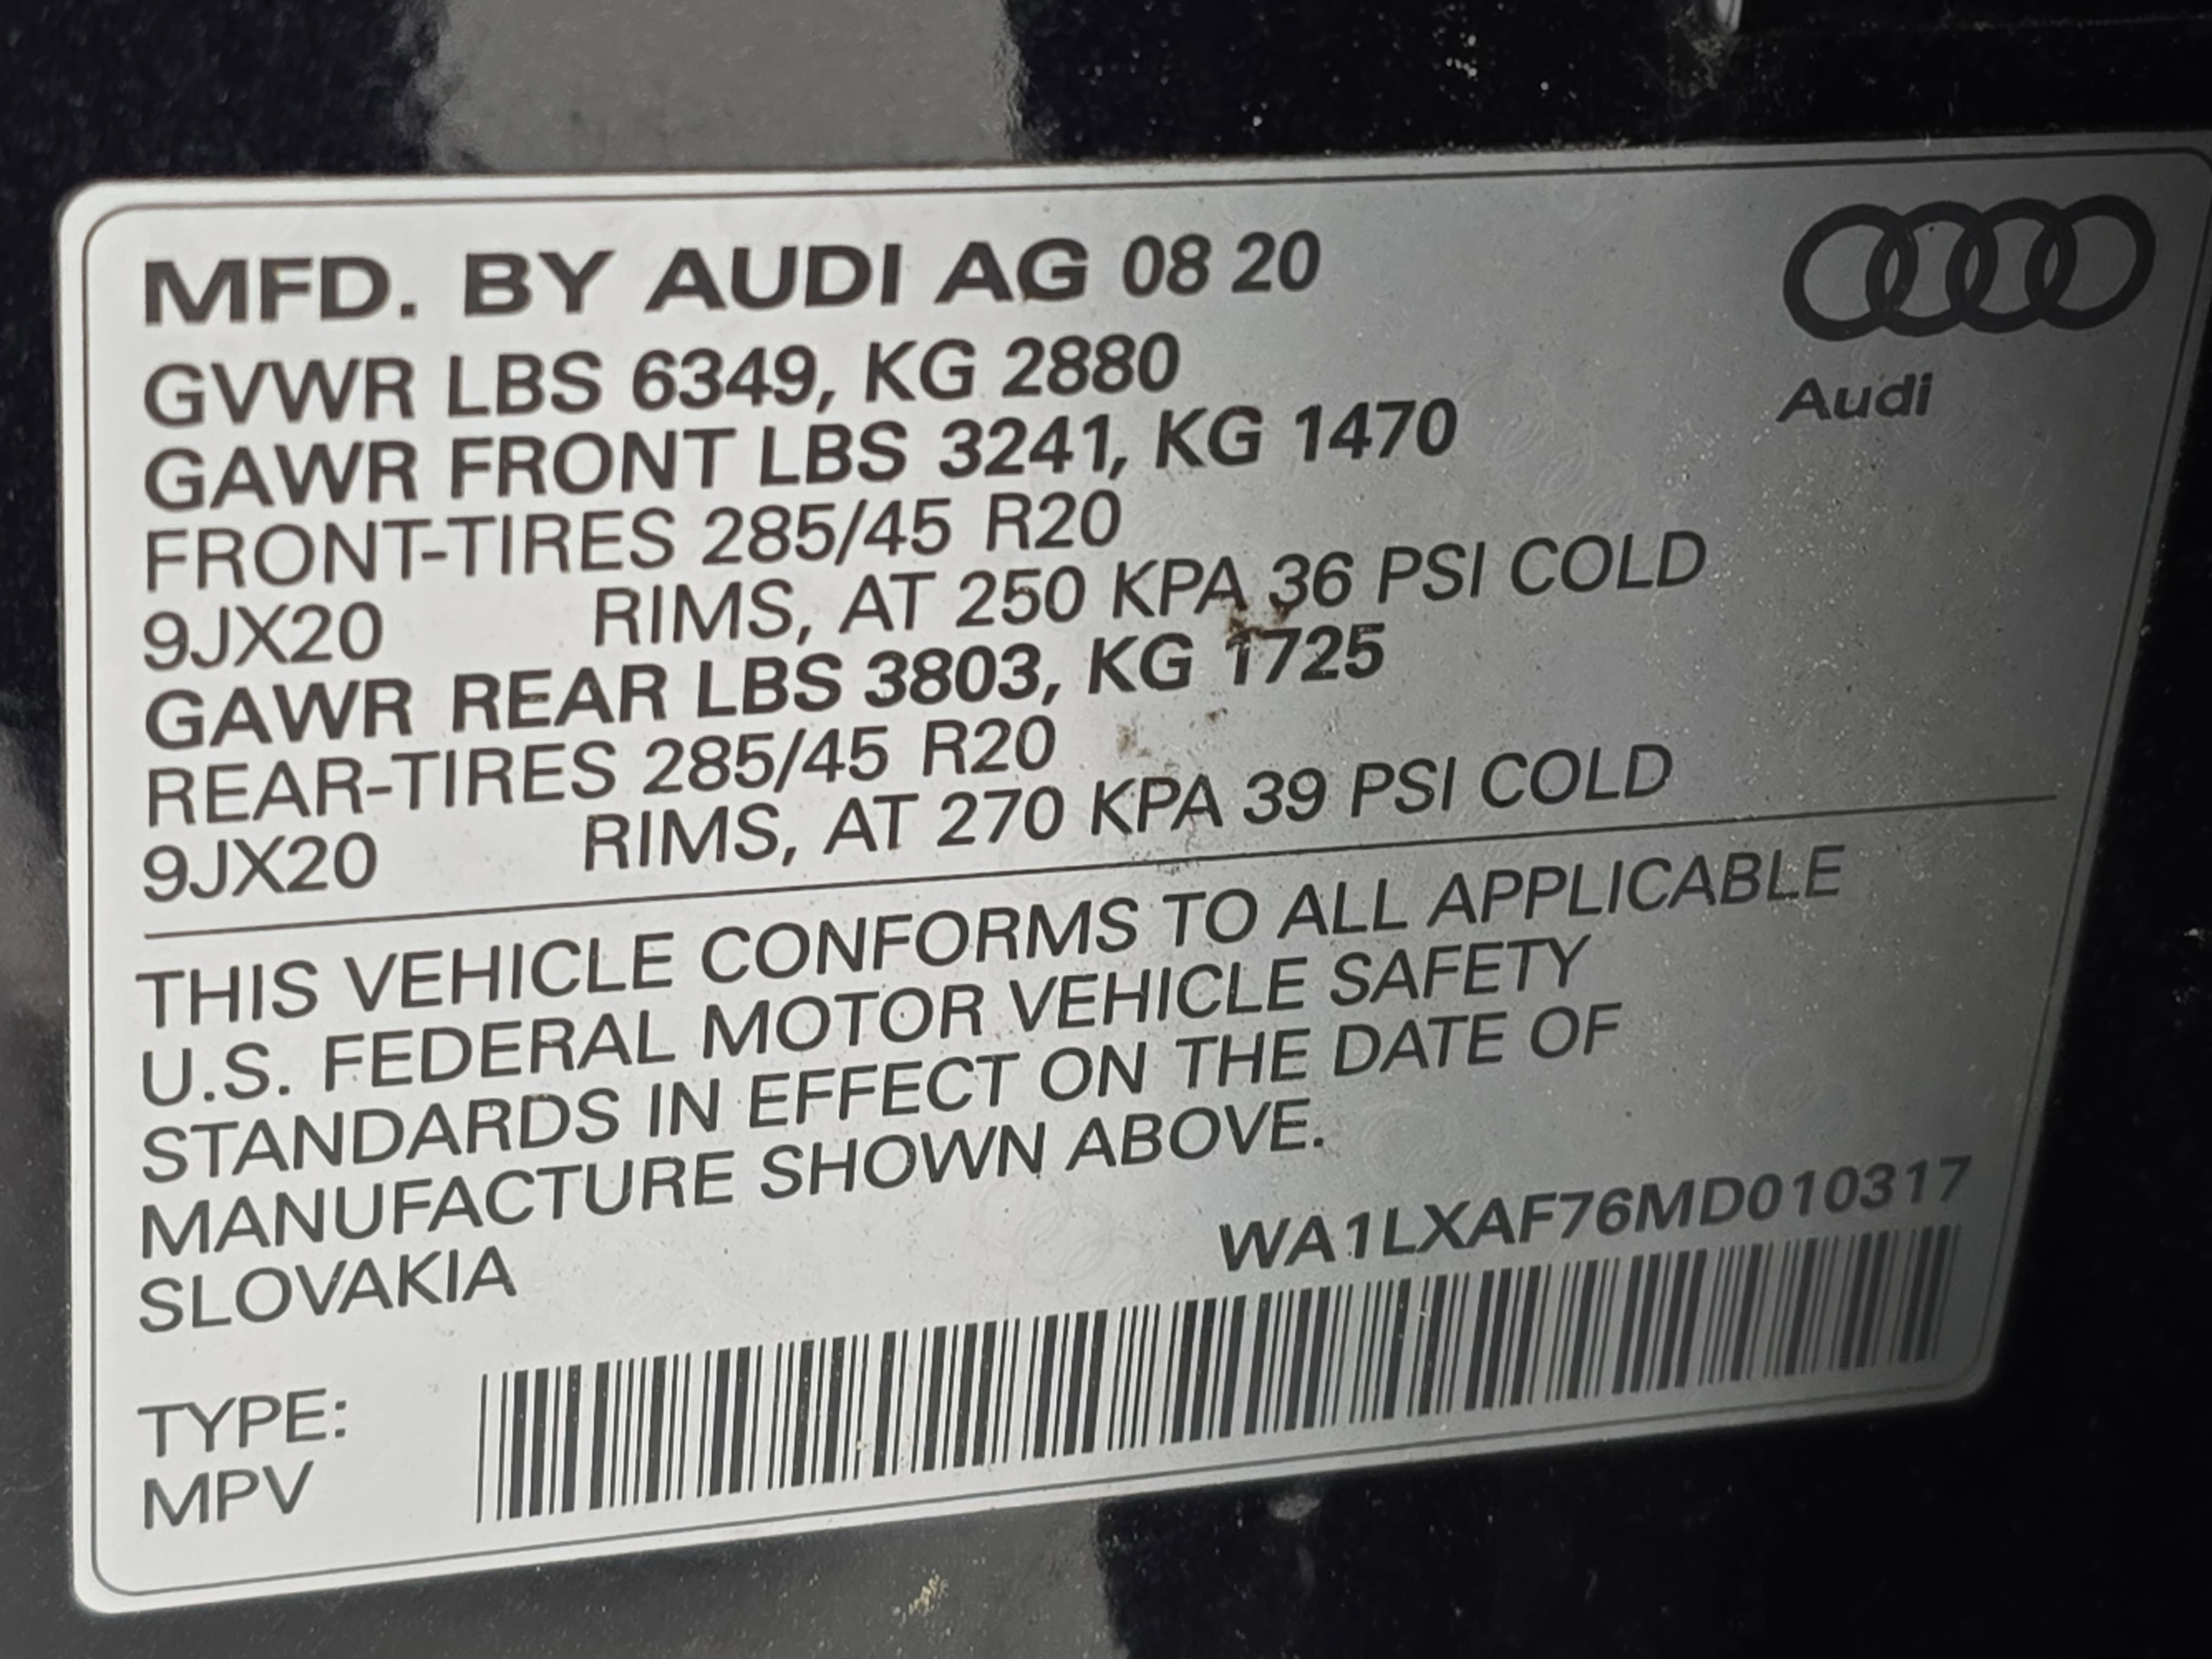 MFD. BY AUDI AG 08 20
Audi
GVWR LBS 6349, KG 2880
GAWR FRONT LBS 3241, KG 1470
FRONT-TIRES 285/45 R20
9JX20 RIMS, AT 250 KPA 36 PSI COLD
GAWR REAR LBS 3803, KG 1725
REAR-TIRES 285/45 R20
9JX20 RIMS, AT 270 KPA 39 PSI COLD
THIS VEHICLE CONFORMS TO ALL APPLICABLE
U.S. FEDERAL MOTOR VEHICLE SAFETY
STANDARDS IN EFFECT ON THE DATE OF
MANUFACTURE SHOWN ABOVE.
SLOVAKIA
WA1LXAF76MD010317
TYPE:
MPV